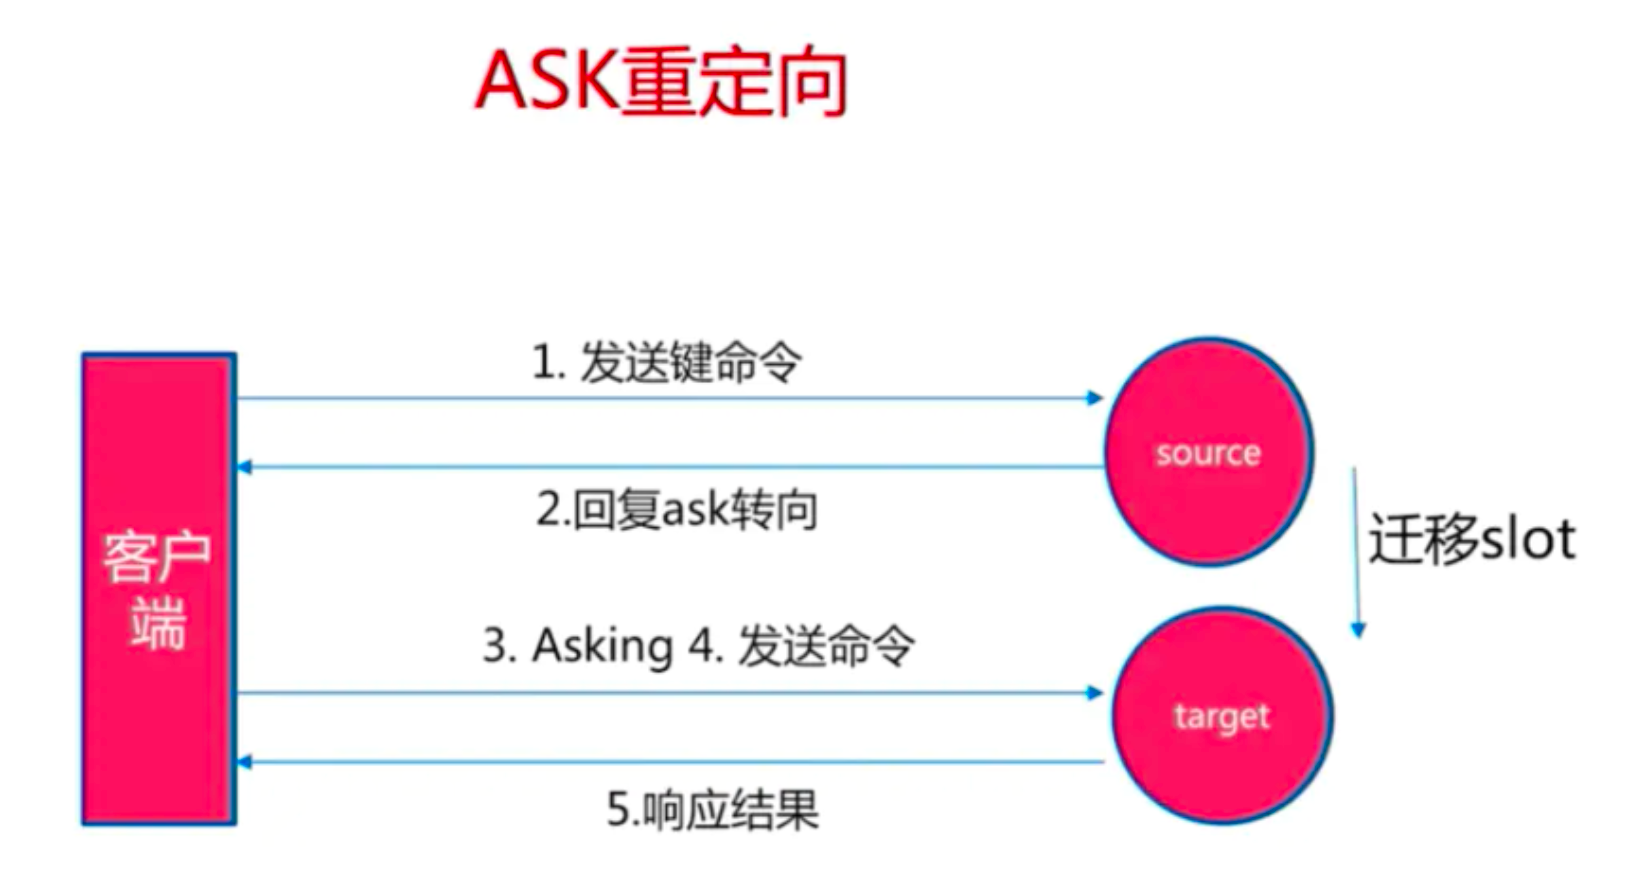 ASK重定向
1. 发送键命令
source
2.回复ask转向
迁移slot
客户
端
3. Asking 4. 发送命令
target
5.响应结果